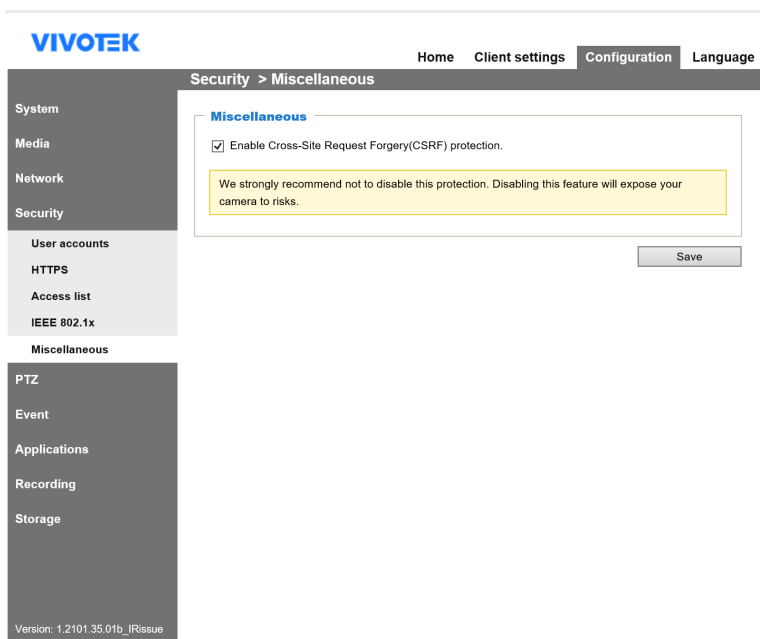 VIVOTEK
Home Client settings Configuration Language
Security > Miscellaneous
System
Media
Network
Security
User accounts
HTTPS
Access list
IEEE 802.1x
Miscellaneous
PTZ
Event
Applications
Recording
Storage
Version: 1.2101.35.01b_IRissue
Miscellaneous
Enable Cross-Site Request Forgery(CSRF) protection.
We strongly recommend not to disable this protection. Disabling this feature will expose your
camera to risks.
Save